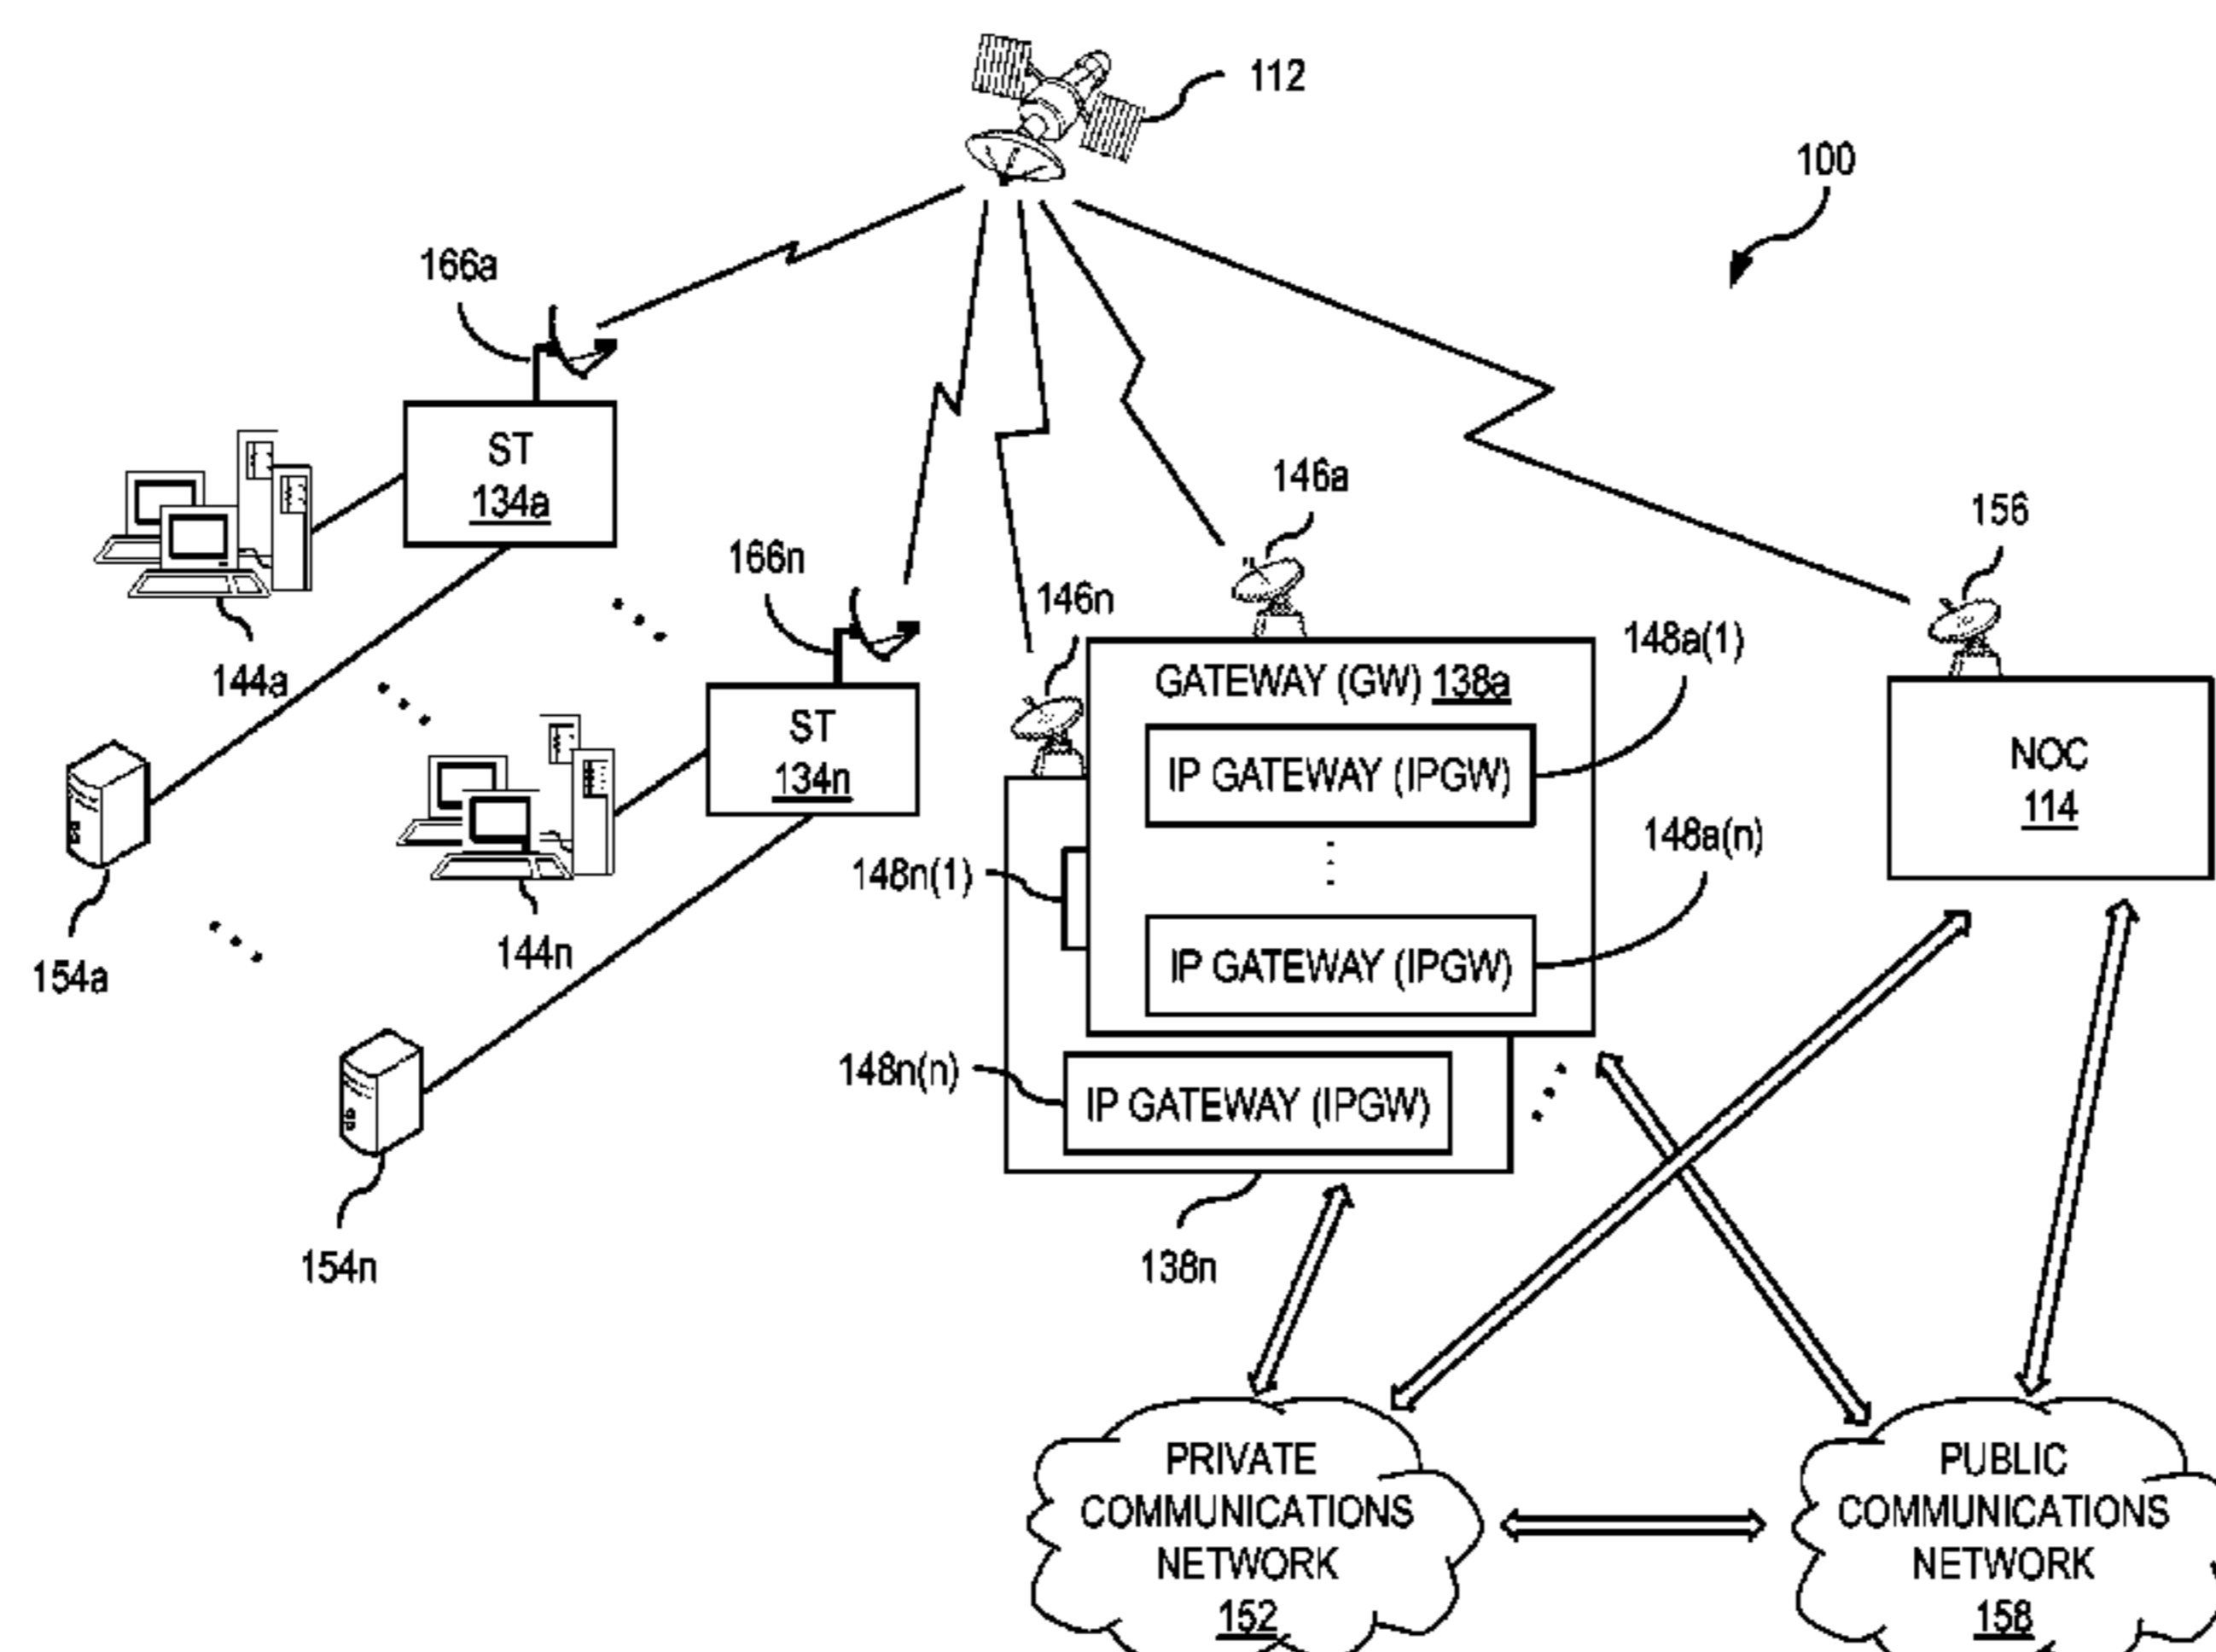 112
100
166a
ST
134a
146a
156
166n
146n
144a
148a(1)
GATEWAY (GW) 138a
ST
134n
IP GATEWAY (IPGW)
NOC
114
148a(n)
148n(1)
144n
IP GATEWAY (IPGW)
154a
148n(n)
IP GATEWAY (IPGW)
154n
138n
PRIVATE
COMMUNICATIONS
NETWORK
152
PUBLIC
COMMUNICATIONS
NETWORK
158